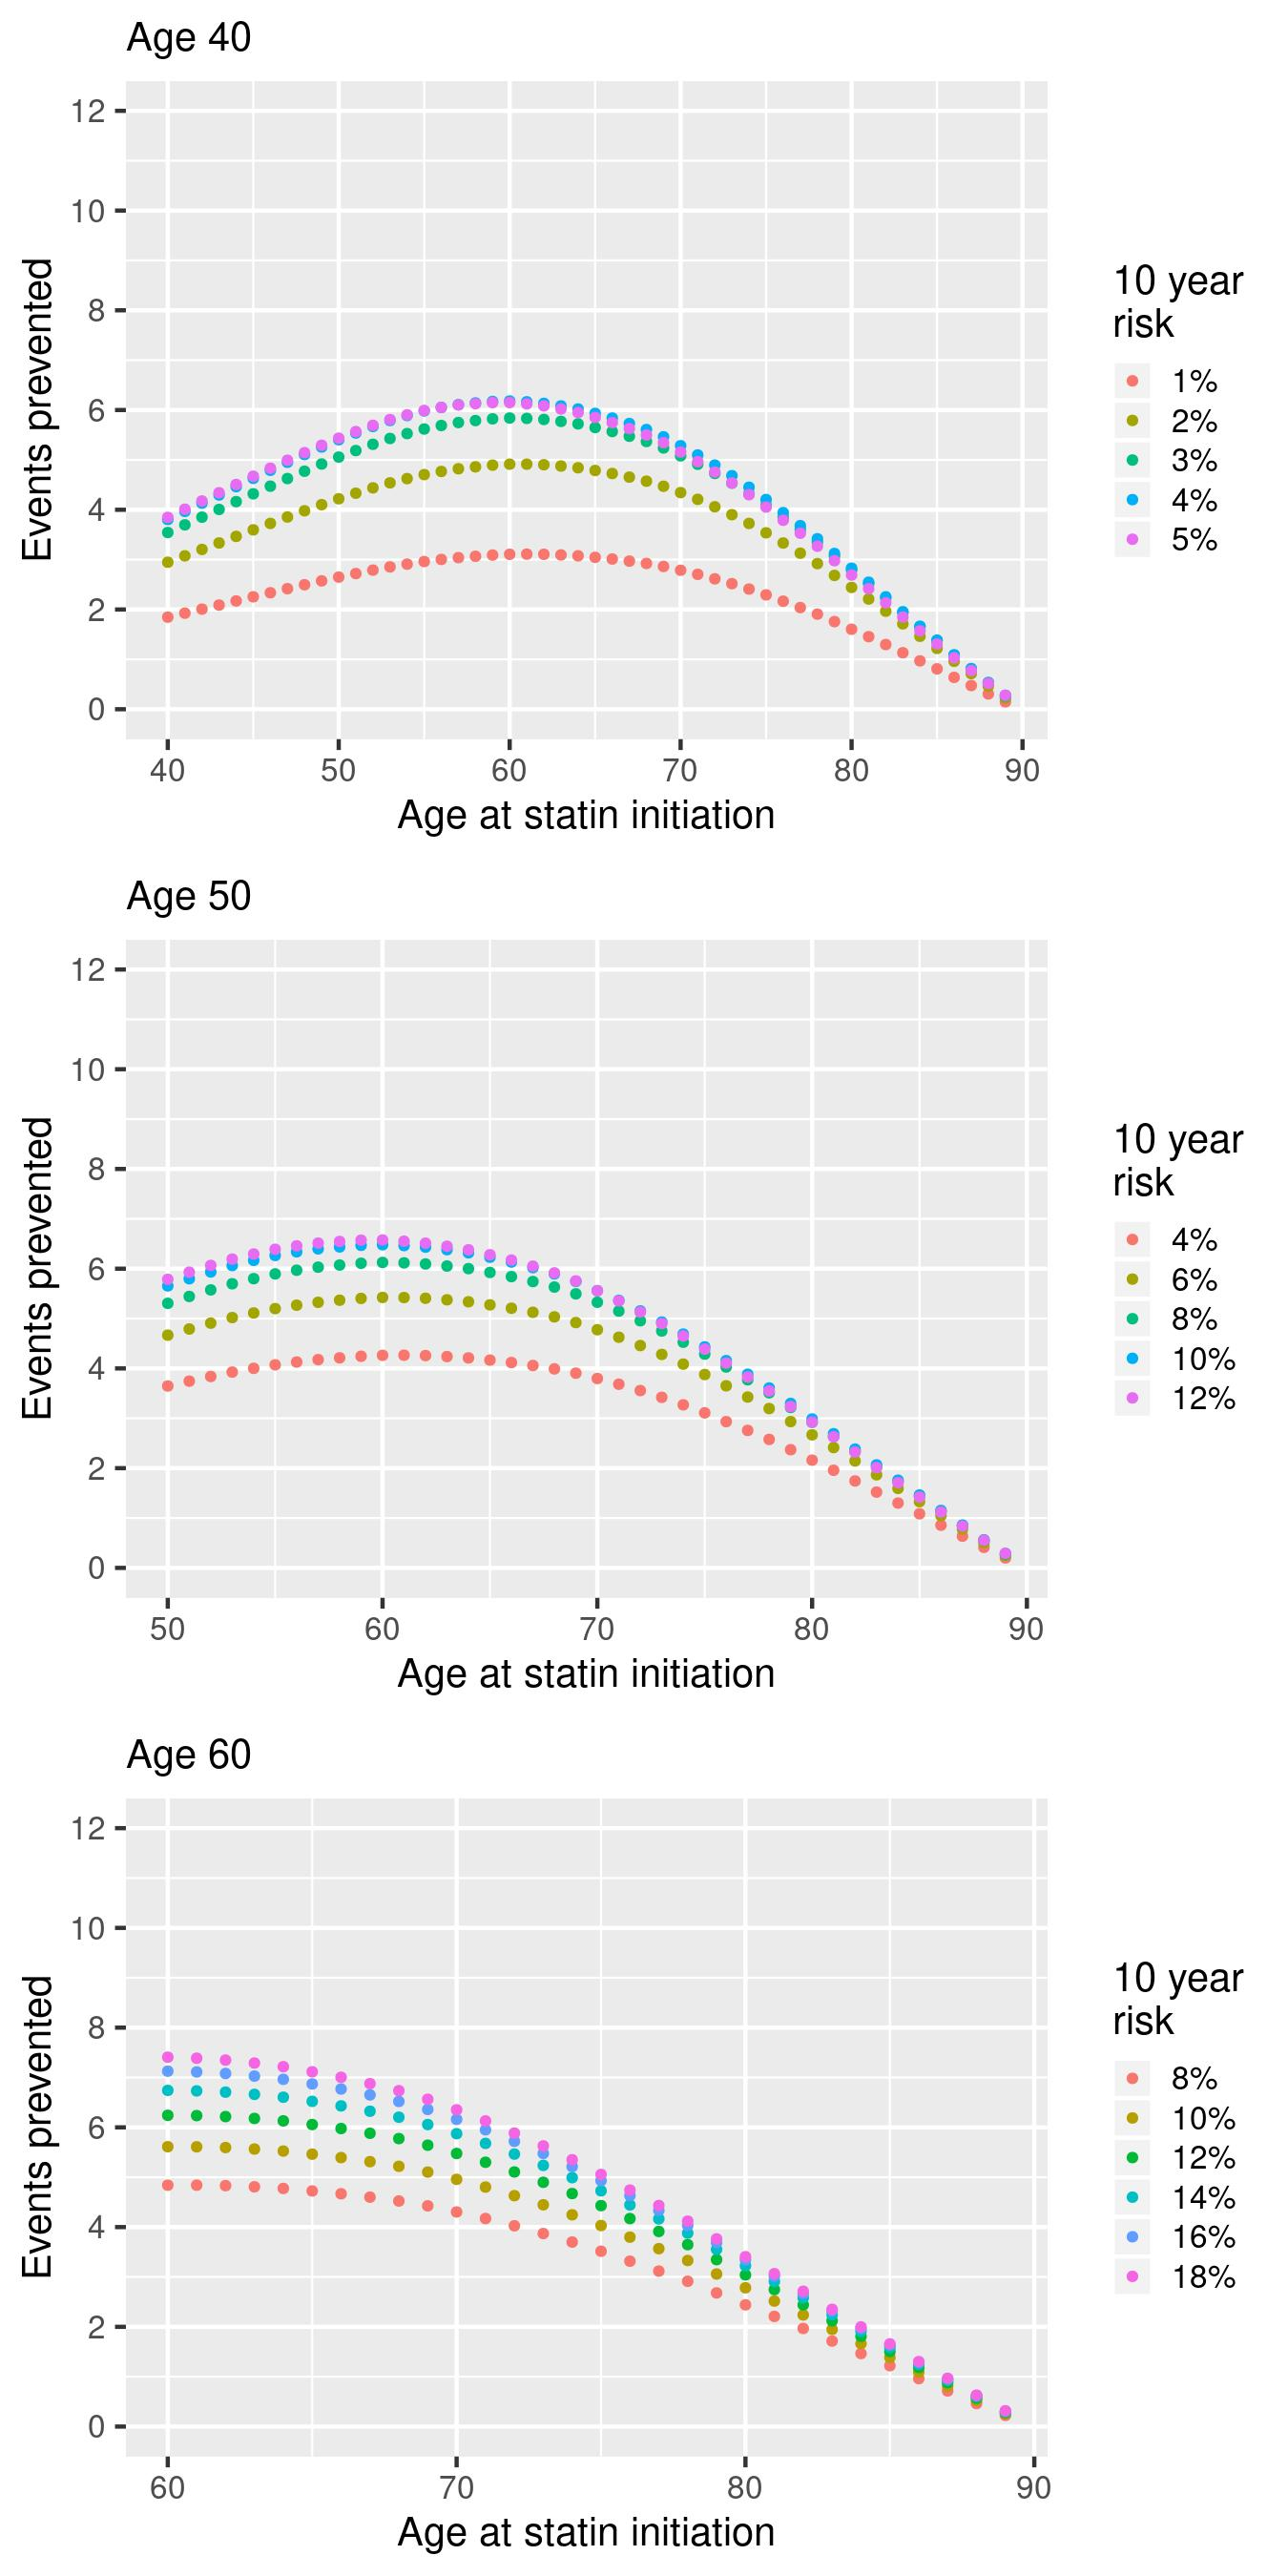 Age 40
12
10
8
6
4
2
0
Events prevented
40 50 60 70 80 90
Age at statin initiation
10 year
risk
1%
2%
3%
4%
5%
Age 50
12
10
8
6
4
2
0
Events prevented
50 60 70 80 90
Age at statin initiation
10 year
risk
4%
6%
8%
10%
12%
Age 60
12
10
8
6
4
2
0
Events prevented
60 70 80 90
Age at statin initiation
10 year
risk
8%
10%
12%
14%
16%
18%